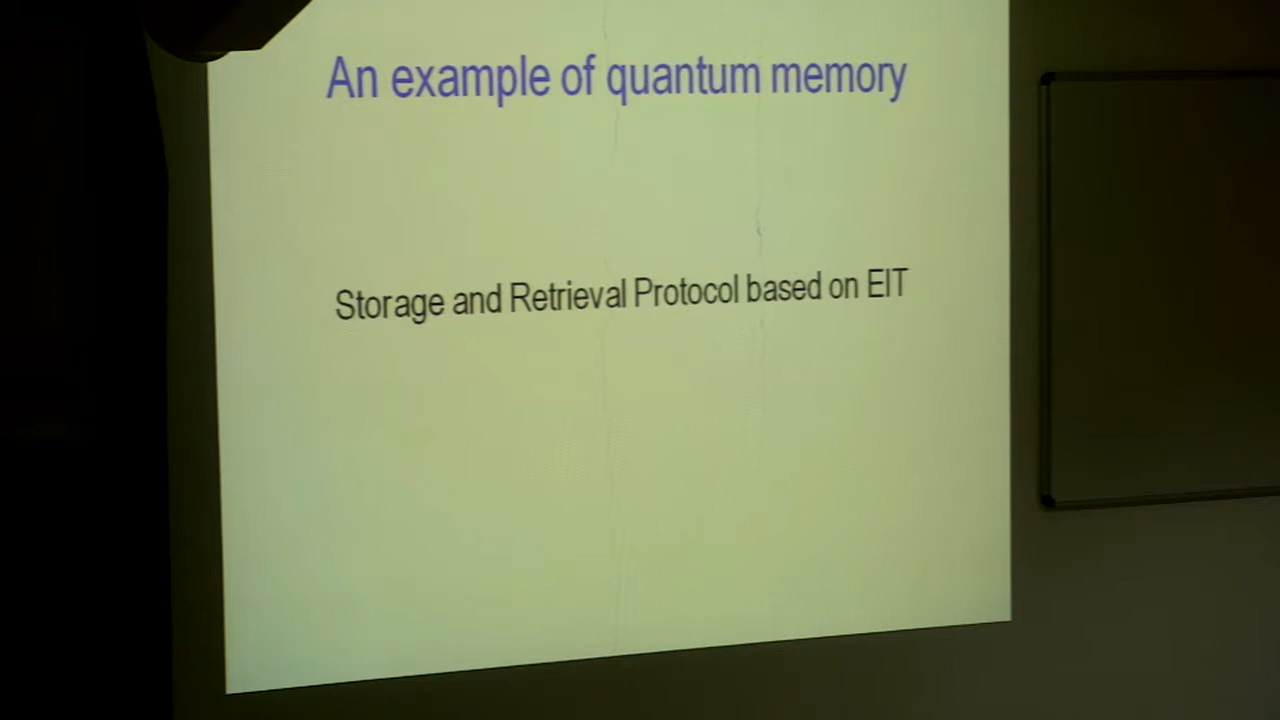 An example of quantum memory
Storage and Retrieval Protocol based on EIT